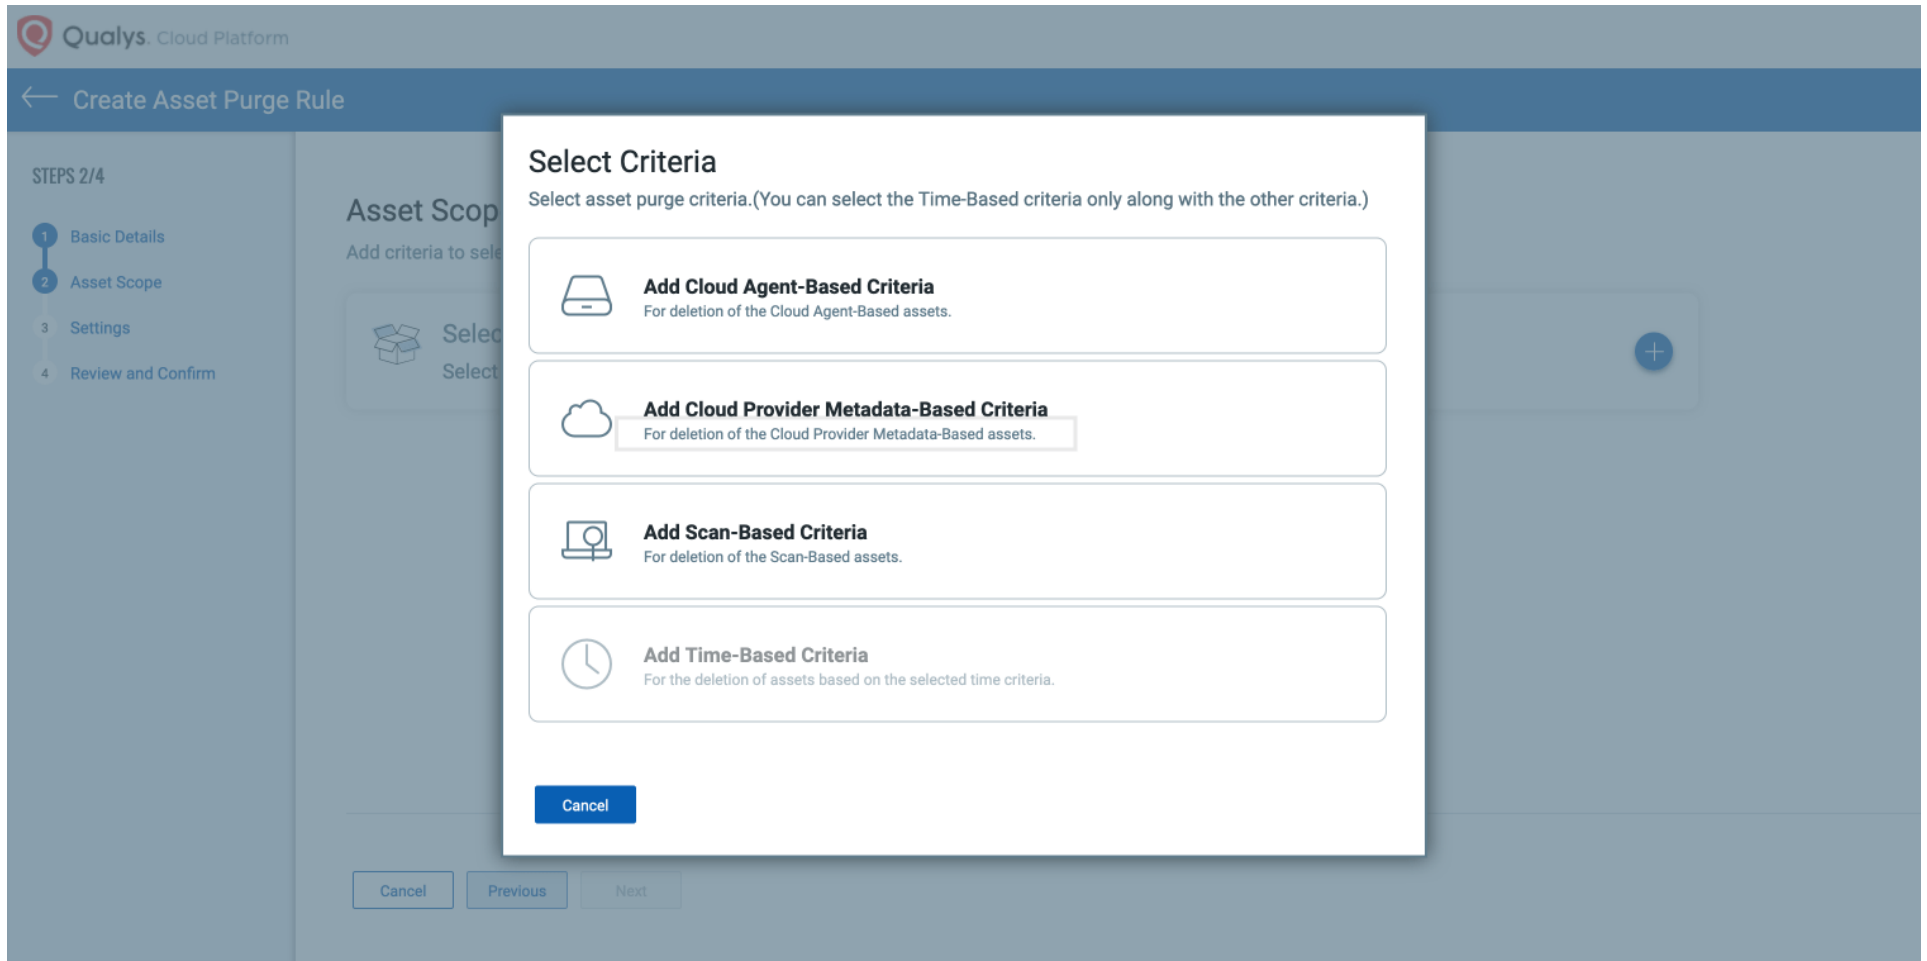 Qualys. Cloud Platform
Create Asset Purge Rule
STEPS 2/4
1 Basic Details
2 Asset Scope
3 Settings
4 Review and Confirm
Asset Scop
Add criteria to sele
Selec
Select
Select Criteria
Select asset purge criteria.(You can select the Time-Based criteria only along with the other criteria.)
Add Cloud Agent-Based Criteria
For deletion of the Cloud Agent-Based assets.
Add Cloud Provider Metadata-Based Criteria
For deletion of the Cloud Provider Metadata-Based assets.
Add Scan-Based Criteria
For deletion of the Scan-Based assets.
Add Time-Based Criteria
For the deletion of assets based on the selected time criteria.
Cancel
Cancel Previous Next